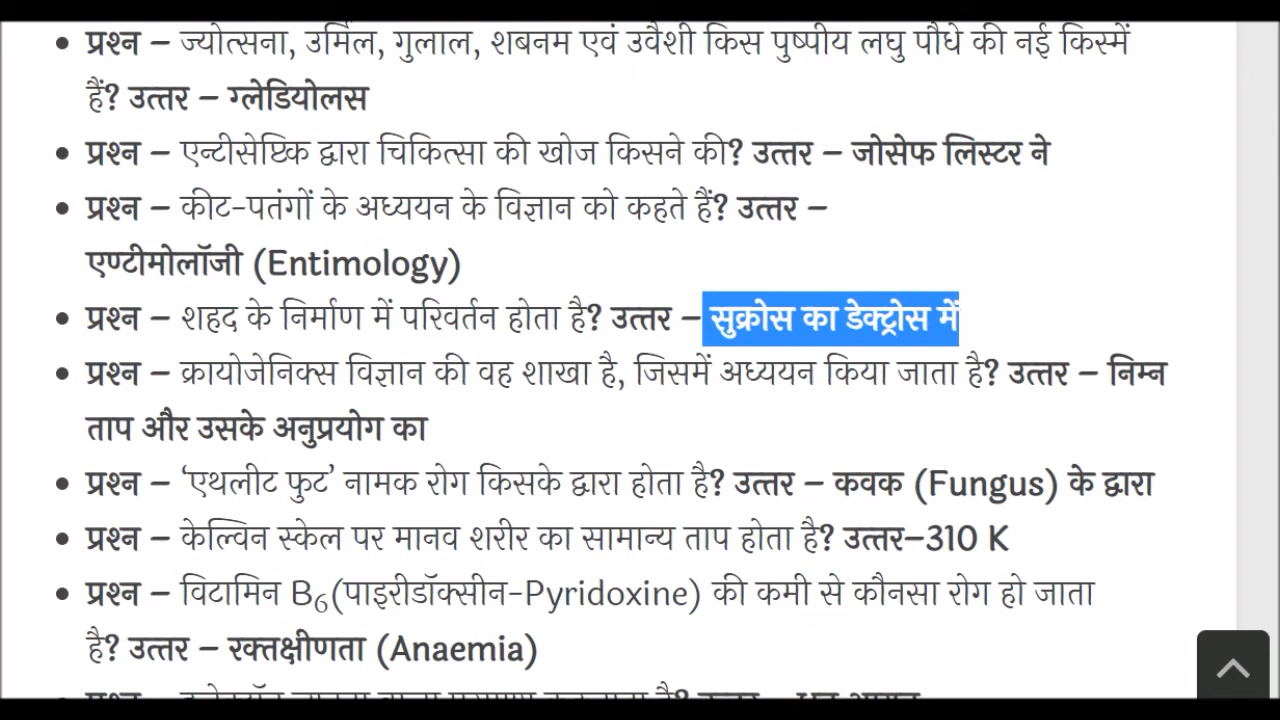 प्रश्न – ज्योत्सना, उर्मिल, गुलाल, शबनम एवं उवैशी किस पुष्पीय लघु पौधे की नई किस्में
हैं? उत्तर – ग्लेडियोलस
प्रश्न – एन्टीसेप्टिक द्वारा चिकित्सा की खोज किसने की? उत्तर – जोसेफ लिस्टर ने
प्रश्न – कीट-पतंगों के अध्ययन के विज्ञान को कहते हैं? उत्तर –
एण्टीमोलॉजी (Entimology)
प्रश्न – शहद के निर्माण में परिवर्तन होता है? उत्तर – सुक्रोस का डेक्ट्रोस में
प्रश्न – क्रायोजेनिक्स विज्ञान की वह शाखा है, जिसमें अध्ययन किया जाता है? उत्तर – निम्न
ताप और उसके अनुप्रयोग का
प्रश्न – ‘एथलीट फुट’ नामक रोग किसके द्वारा होता है? उत्तर – कवक (Fungus) के द्वारा
प्रश्न – केल्विन स्केल पर मानव शरीर का सामान्य ताप होता है? उत्तर–310 K
प्रश्न – विटामिन B₆(पाइरीडॉक्सीन-Pyridoxine) की कमी से कौनसा रोग हो जाता
है? उत्तर – रक्तक्षीणता (Anaemia)